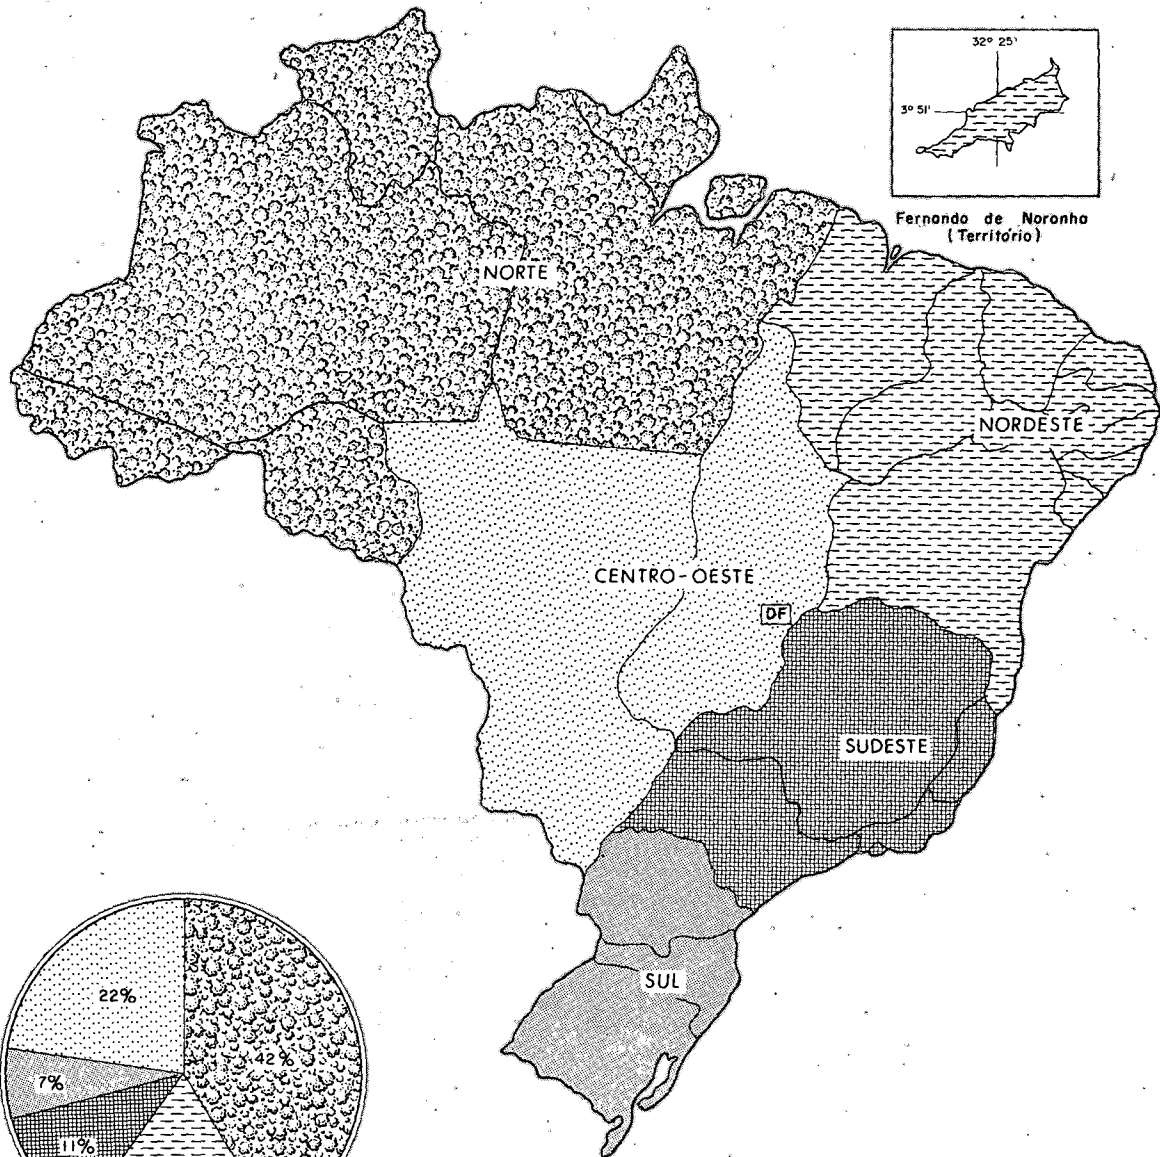 32° 25'
3° 51'
Fernando de Noronha
(Território)
NORTE
NORDESTE
CENTRO-OESTE
DF
SUDESTE
SUL
22%
42%
7%
11%